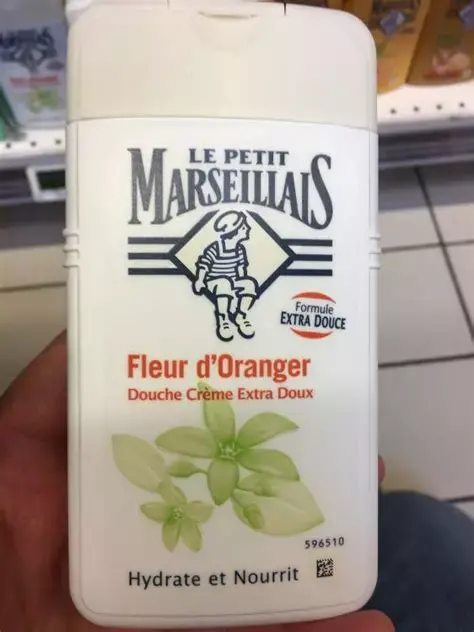 LE PETIT
MARSEILLAIS
Formule
EXTRA DOUCE
Fleur d'Oranger
Douche Crème Extra Doux
596510
Hydrate et Nourrit